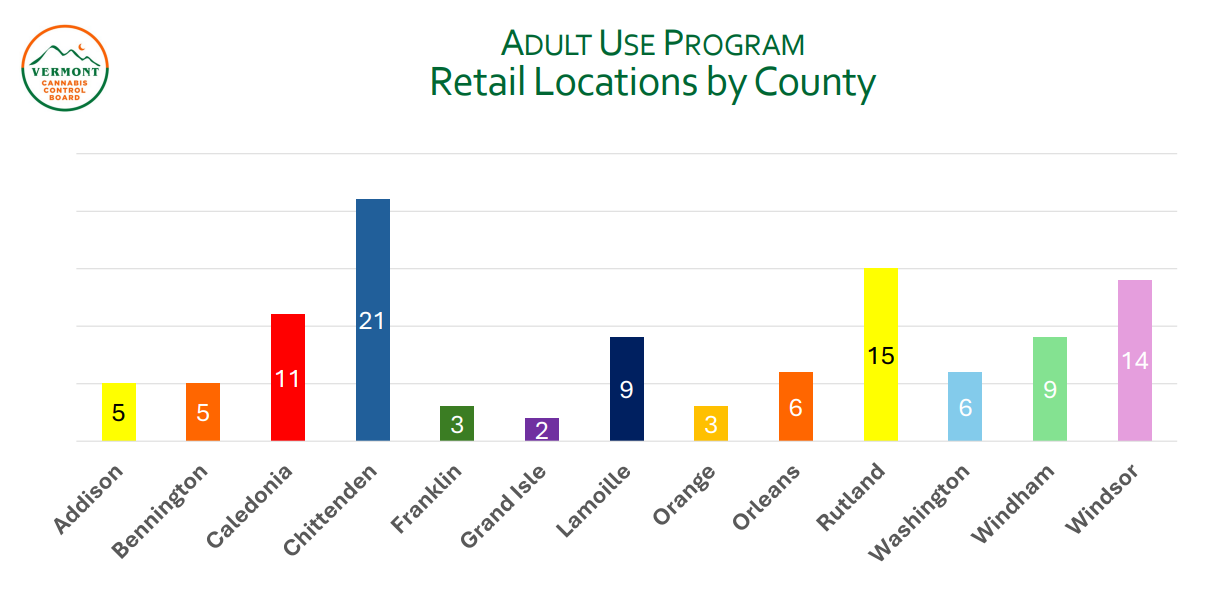 VERMONT
CANNABIS
CONTROL
BOARD
ADULT USE PROGRAM
Retail Locations by County
5
5
11
21
3
2
9
3
6
15
6
9
14
Addison
Bennington
Caledonia
Chittenden
Franklin
Grand Isle
Lamoille
Orange
Orleans
Rutland
Washington
Windham
Windsor